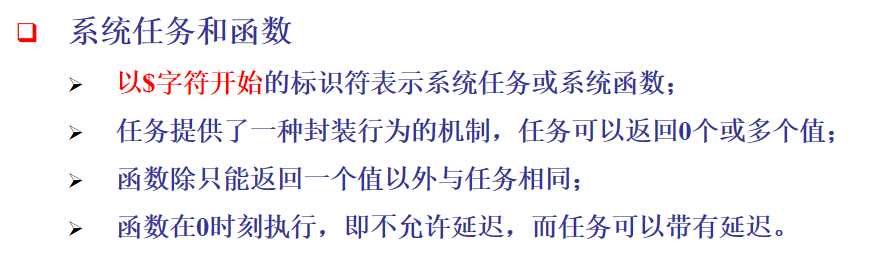 系统任务和函数
以$字符开始的标识符表示系统任务或系统函数；
任务提供了一种封装行为的机制，任务可以返回0个或多个值；
函数除只能返回一个值以外与任务相同；
函数在0时刻执行，即不允许延迟，而任务可以带有延迟。